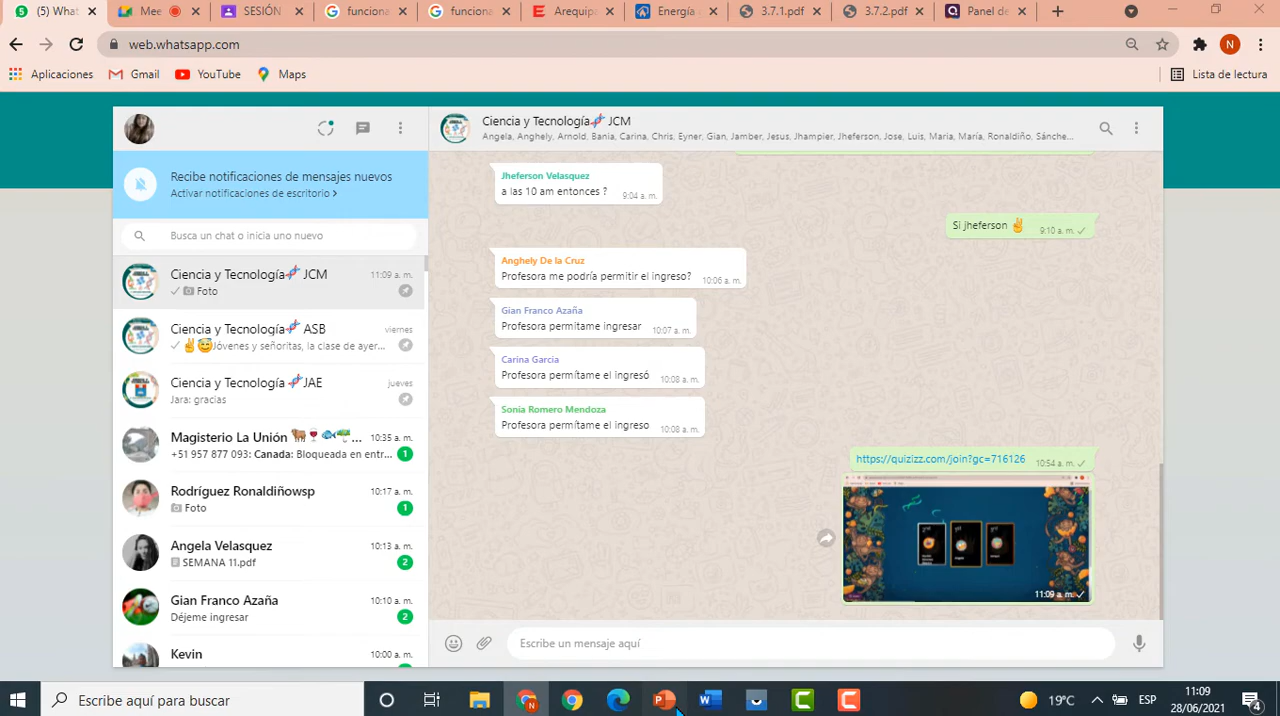 (5) What
Mee
SESIÓN
funciona
funciona
Arequipa
Energía
3.7.1.pdf
3.7.2.pdf
Panel de
web.whatsapp.com
Aplicaciones
Gmail
YouTube
Maps
Lista de lectura
Recibe notificaciones de mensajes nuevos
Activar notificaciones de escritorio >
Busca un chat o inicia uno nuevo
Ciencia y Tecnología🧬 JCM 11:09 a. m.
Foto
Ciencia y Tecnología🧬 ASB viernes
✌😇Jóvenes y señoritas, la clase de ayer...
Ciencia y Tecnología 🧬JAE jueves
Jara: gracias
Magisterio La Unión 🐂🍷🐟🥦... 10:35 a. m.
+51 957 877 093: Canada: Bloqueada en entr... 1
Rodríguez Ronaldiñowsp 10:17 a. m.
Foto 1
Angela Velasquez 10:13 a. m.
SEMANA 11.pdf 2
Gian Franco Azaña 10:10 a. m.
Déjeme ingresar 2
Kevin 10:00 a. m.
Ciencia y Tecnología🧬 JCM
Angela, Anghely, Arnold, Bania, Carina, Chris, Eyner, Gian, Jamber, Jesus, Jhampier, Jheferson, Jose, Luis, Maria, María, Ronaldiño, Sánche...
Jheferson Velasquez
a las 10 am entonces ? 9:04 a. m.
Si jheferson ✌ 9:10 a. m.
Anghely De la Cruz
Profesora me podría permitir el ingreso? 10:06 a. m.
Gian Franco Azaña
Profesora permitame ingresar 10:07 a. m.
Carina Garcia
Profesora permítame el ingresó 10:08 a. m.
Sonia Romero Mendoza
Profesora permítame el ingreso 10:08 a. m.
https://quizizz.com/join?gc=716126 10:54 a. m.
11:09 a. m.
Escribe un mensaje aquí
Escribe aquí para buscar
19°C
ESP
11:09
28/06/2021
4